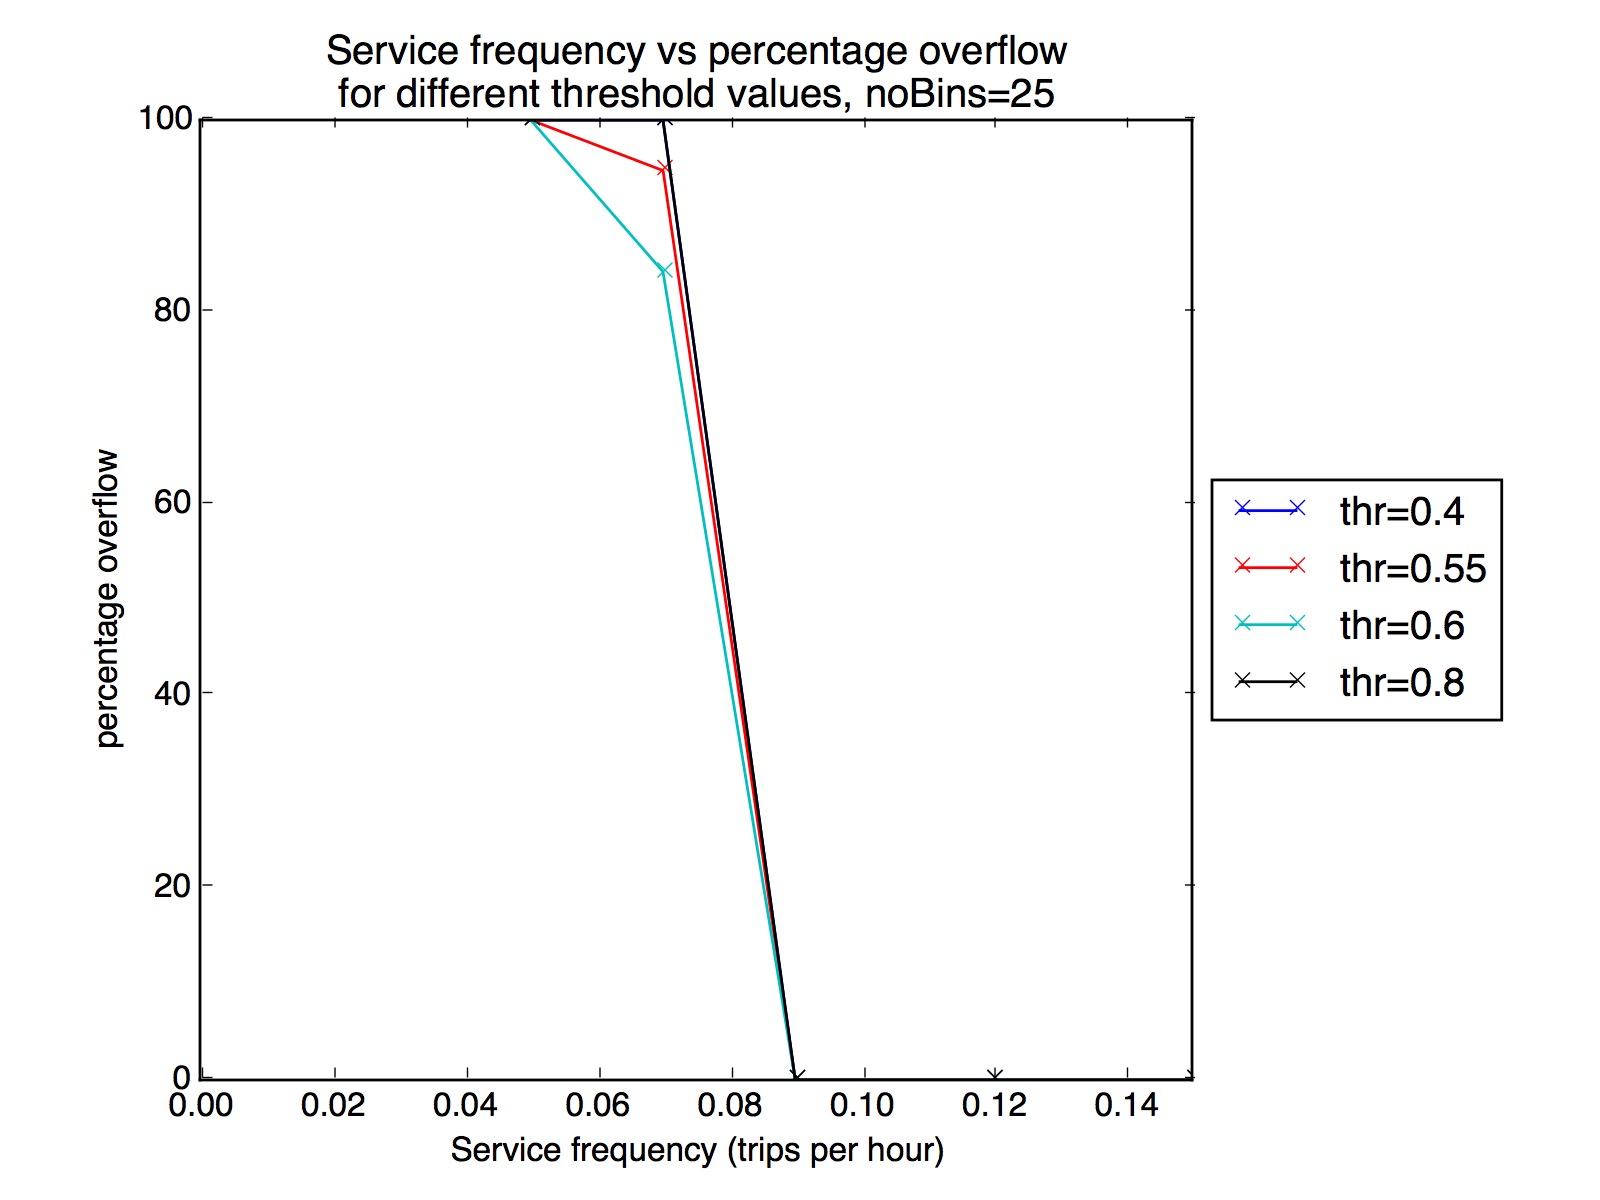 Service frequency vs percentage overflow
for different threshold values, noBins=25
100
80
60
40
20
0
percentage overflow
0.00 0.02 0.04 0.06 0.08 0.10 0.12 0.14
Service frequency (trips per hour)
thr=0.4
thr=0.55
thr=0.6
thr=0.8